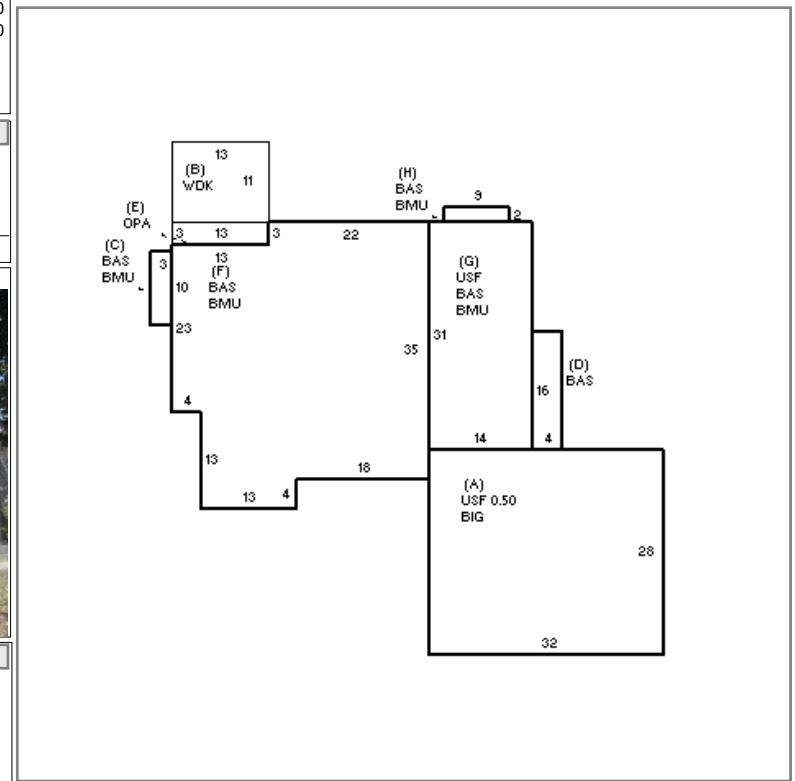 0
0
13
(B)
WDK
11
(E)
OPA
3
13
3
22
(H)
BAS
BMU
9
2
(C)
BAS
BMU
3
10
13
(F)
BAS
BMU
(G)
USF
BAS
BMU
23
35
31
(D)
BAS
16
4
4
14
13
18
13
4
(A)
USF 0.50
BIG
28
32